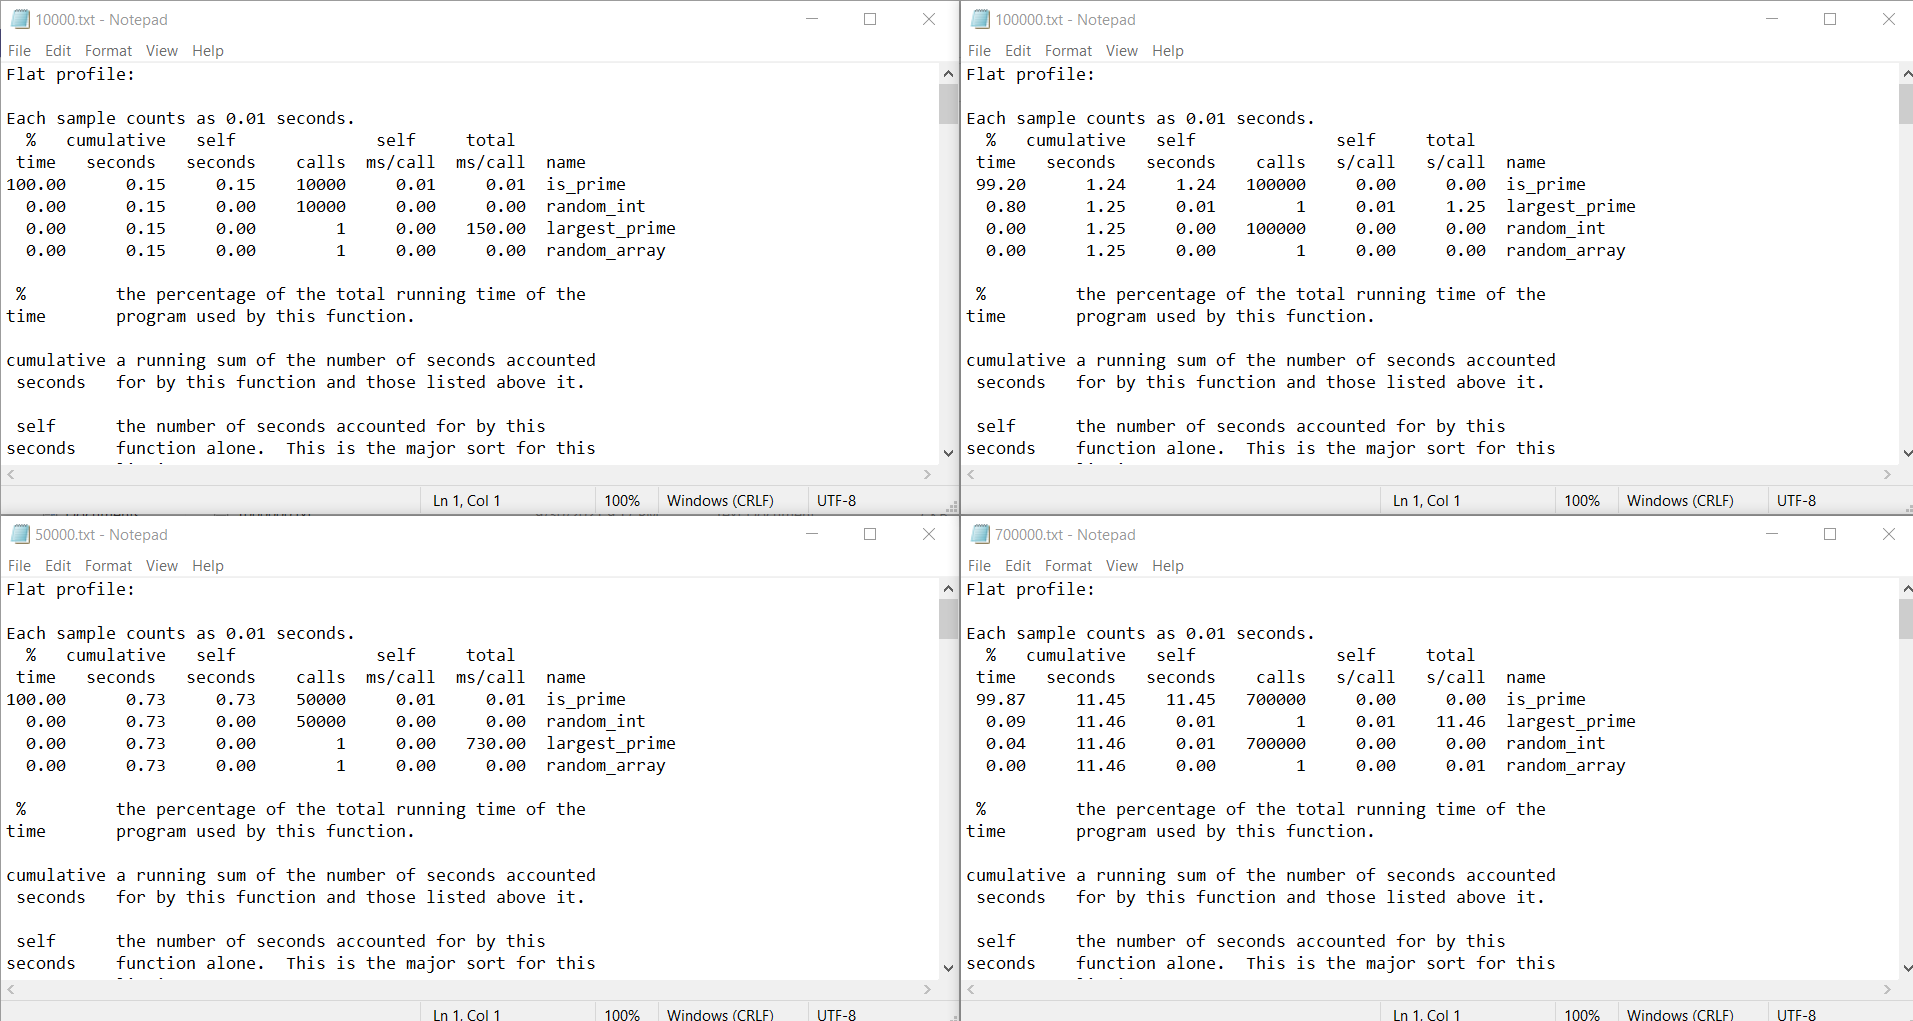 10000.txt - Notepad
File Edit Format View Help
Flat profile:
Each sample counts as 0.01 seconds.
% cumulative self self total
time seconds seconds calls ms/call ms/call name
100.00 0.15 0.15 10000 0.01 0.01 is_prime
0.00 0.15 0.00 10000 0.00 0.00 random_int
0.00 0.15 0.00 1 0.00 150.00 largest_prime
0.00 0.15 0.00 1 0.00 0.00 random_array
% the percentage of the total running time of the
time program used by this function.
cumulative a running sum of the number of seconds accounted
seconds for by this function and those listed above it.
self the number of seconds accounted for by this
seconds function alone. This is the major sort for this
Ln 1, Col 1 100% Windows (CRLF) UTF-8
100000.txt - Notepad
File Edit Format View Help
Flat profile:
Each sample counts as 0.01 seconds.
% cumulative self self total
time seconds seconds calls s/call s/call name
99.20 1.24 1.24 100000 0.00 0.00 is_prime
0.80 1.25 0.01 1 0.01 1.25 largest_prime
0.00 1.25 0.00 100000 0.00 0.00 random_int
0.00 1.25 0.00 1 0.00 0.00 random_array
% the percentage of the total running time of the
time program used by this function.
cumulative a running sum of the number of seconds accounted
seconds for by this function and those listed above it.
self the number of seconds accounted for by this
seconds function alone. This is the major sort for this
Ln 1, Col 1 100% Windows (CRLF) UTF-8
50000.txt - Notepad
File Edit Format View Help
Flat profile:
Each sample counts as 0.01 seconds.
% cumulative self self total
time seconds seconds calls ms/call ms/call name
100.00 0.73 0.73 50000 0.01 0.01 is_prime
0.00 0.73 0.00 50000 0.00 0.00 random_int
0.00 0.73 0.00 1 0.00 730.00 largest_prime
0.00 0.73 0.00 1 0.00 0.00 random_array
% the percentage of the total running time of the
time program used by this function.
cumulative a running sum of the number of seconds accounted
seconds for by this function and those listed above it.
self the number of seconds accounted for by this
seconds function alone. This is the major sort for this
Ln 1, Col 1 100% Windows (CRLF) UTF-8
700000.txt - Notepad
File Edit Format View Help
Flat profile:
Each sample counts as 0.01 seconds.
% cumulative self self total
time seconds seconds calls s/call s/call name
99.87 11.45 11.45 700000 0.00 0.00 is_prime
0.09 11.46 0.01 1 0.01 11.46 largest_prime
0.04 11.46 0.01 700000 0.00 0.00 random_int
0.00 11.46 0.00 1 0.00 0.01 random_array
% the percentage of the total running time of the
time program used by this function.
cumulative a running sum of the number of seconds accounted
seconds for by this function and those listed above it.
self the number of seconds accounted for by this
seconds function alone. This is the major sort for this
Ln 1, Col 1 100% Windows (CRLF) UTF-8